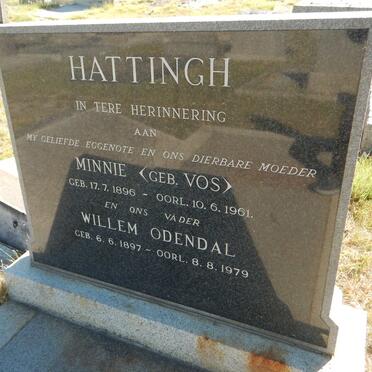 HATTINGH
IN TERE HERINNERING
AAN
MY GELIEFDE EGGENOTE EN ONS DIERBARE MOEDER
MINNIE (GEB. VOS)
GEB. 17. 7. 1896 - OORL. 10. 6. 1961.
EN ONS VADER
WILLEM ODENDAL
GEB. 6. 6. 1897 - OORL. 8. 8. 1979